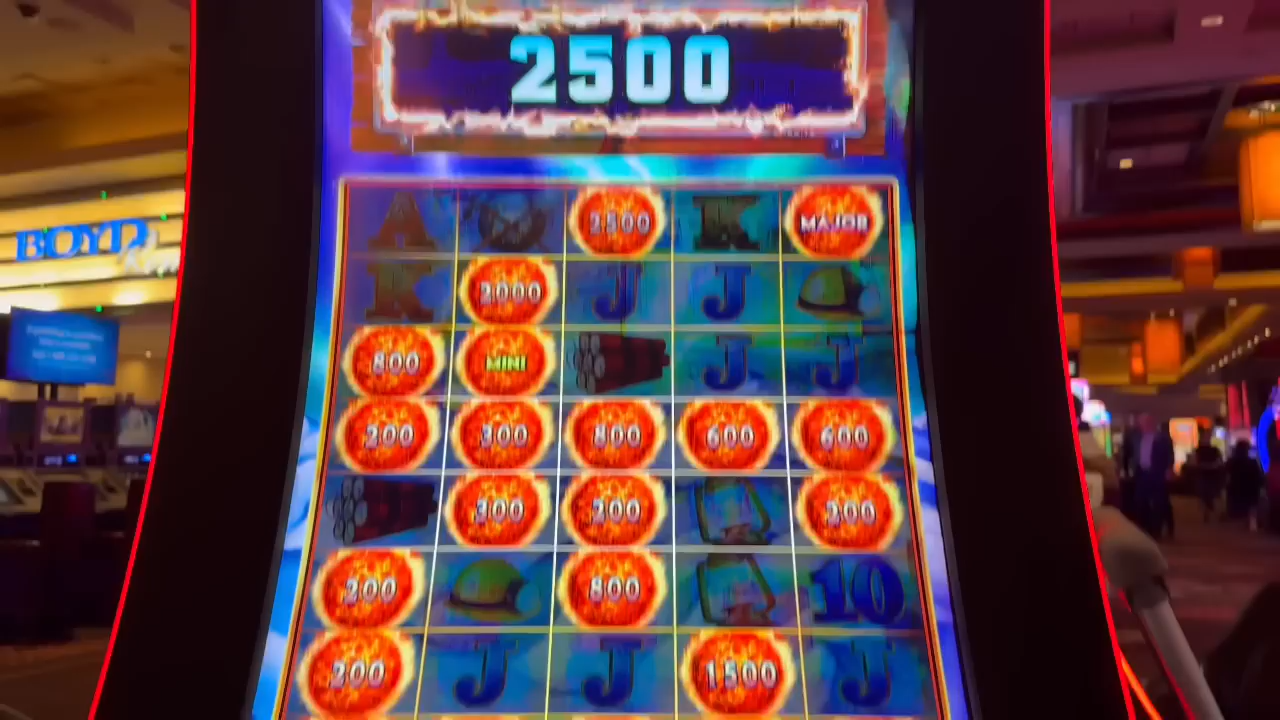 2500
A 2500 K MAJOR
K 2000 J J
800 MINI J J
200 300 800 600 600
300 200 200
200 800 10
200 J J 1500 J
BOYD